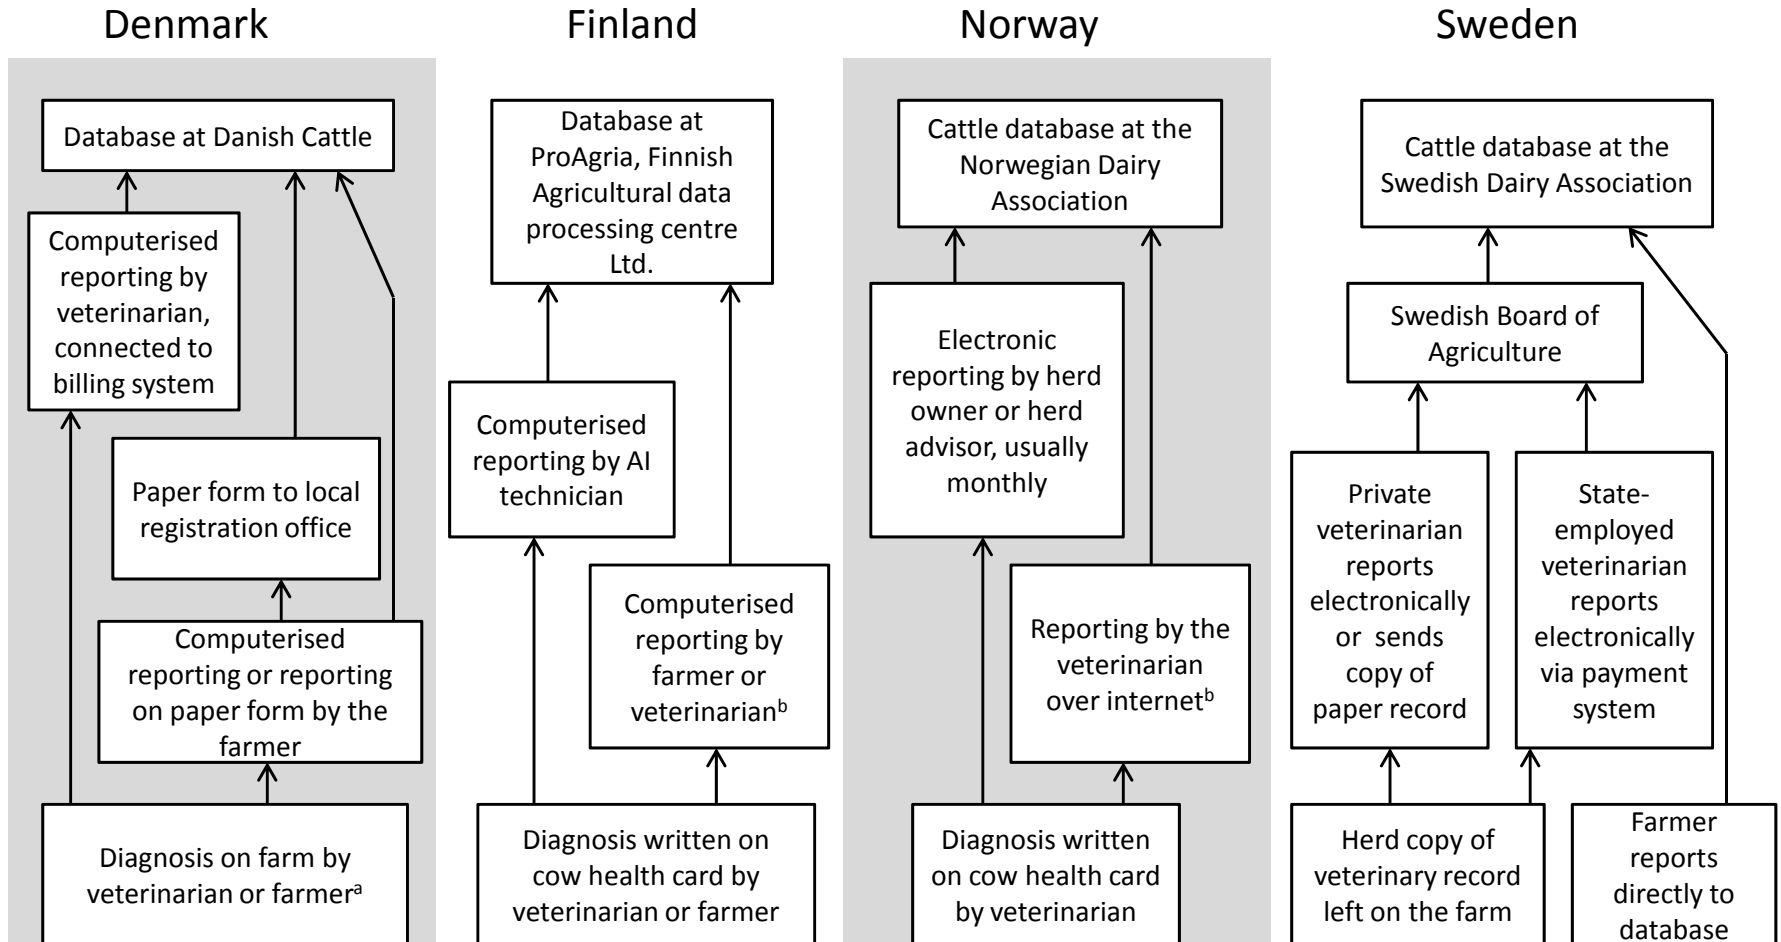 Denmark
Database at Danish Cattle
Computerised
reporting by
veterinarian,
connected to
billing system
Paper form to local
registration office
Computerised
reporting or reporting
on paper form by the
farmer
Diagnosis on farm by
veterinarian or farmerᵃ
Finland
Database at
ProAgria, Finnish
Agricultural data
processing centre
Ltd.
Computerised
reporting by AI
technician
Computerised
reporting by
farmer or
veterinarianᵇ
Diagnosis written on
cow health card by
veterinarian or farmer
Norway
Cattle database at the
Norwegian Dairy
Association
Electronic
reporting by herd
owner or herd
advisor, usually
monthly
Reporting by the
veterinarian
over internetᵇ
Diagnosis written
on cow health card
by veterinarian
Sweden
Cattle database at the
Swedish Dairy Association
Swedish Board of
Agriculture
Private
veterinarian
reports
electronically
or sends
copy of
paper record
State-
employed
veterinarian
reports
electronically
via payment
system
Herd copy of
veterinary record
left on the farm
Farmer
reports
directly to
database